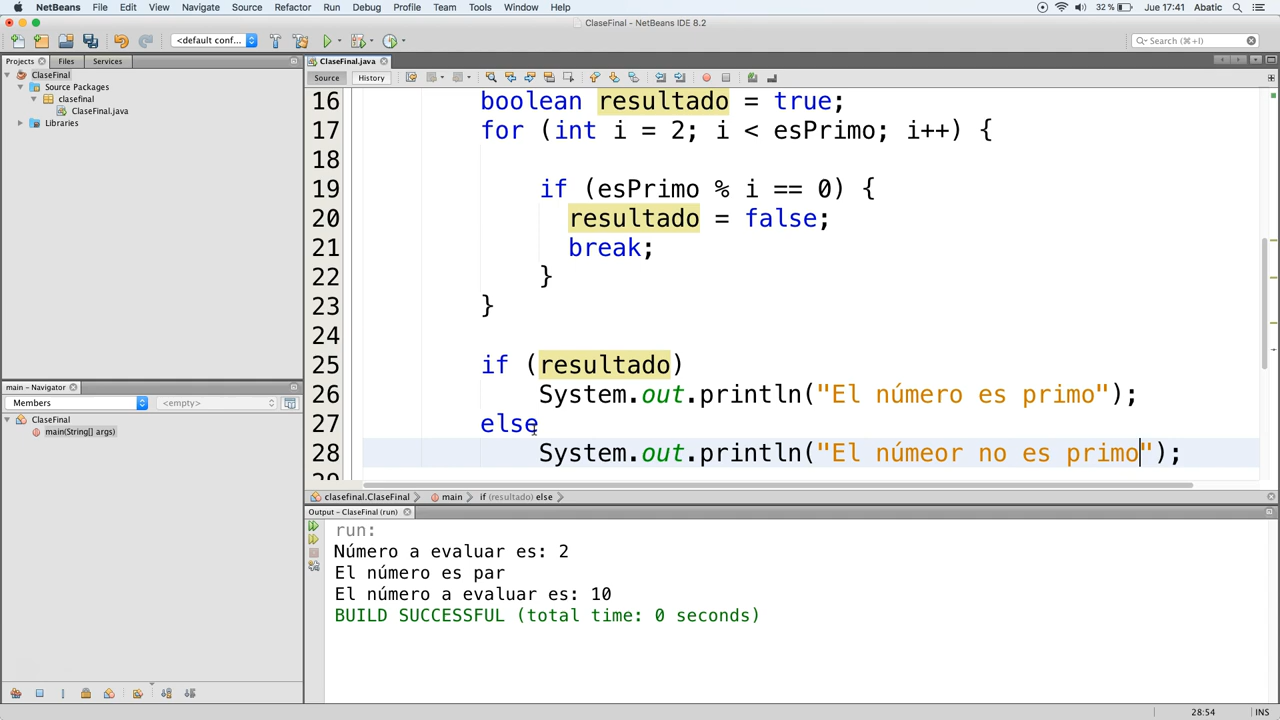 NetBeans File Edit View Navigate Source Refactor Run Debug Profile Team Tools Window Help 32 % Jue 17:41 Abatic
ClaseFinal - NetBeans IDE 8.2
<default conf... Search (⌘+I)
Projects Files Services
ClaseFinal.java
ClaseFinal
Source Packages
clasefinal
ClaseFinal.java
Libraries
Source History
16 boolean resultado = true;
17 for (int i = 2; i < esPrimo; i++) {
18
19 if (esPrimo % i == 0) {
20 resultado = false;
21 break;
22 }
23 }
24
25 if (resultado)
26 System.out.println("El número es primo");
27 else
28 System.out.println("El númeor no es primo");
29
main - Navigator
Members <empty>
ClaseFinal
main(String[] args)
clasefinal.ClaseFinal main if (resultado) else
Output - ClaseFinal (run)
run:
Número a evaluar es: 2
El número es par
El número a evaluar es: 10
BUILD SUCCESSFUL (total time: 0 seconds)
28:54 INS